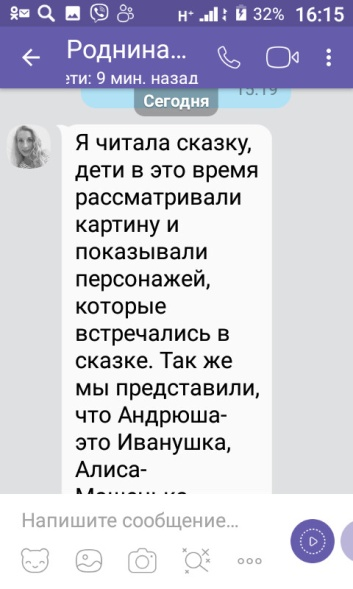 H+ 32% 16:15
Роднина...
ети: 9 мин. назад
15:19
Сегодня
Я читала сказку,
дети в это время
рассматривали
картину и
показывали
персонажей,
которые
встречались в
сказке. Так же
мы представили,
что Андрюша-
это Иванушка,
Алиса-
Напишите сообщение...